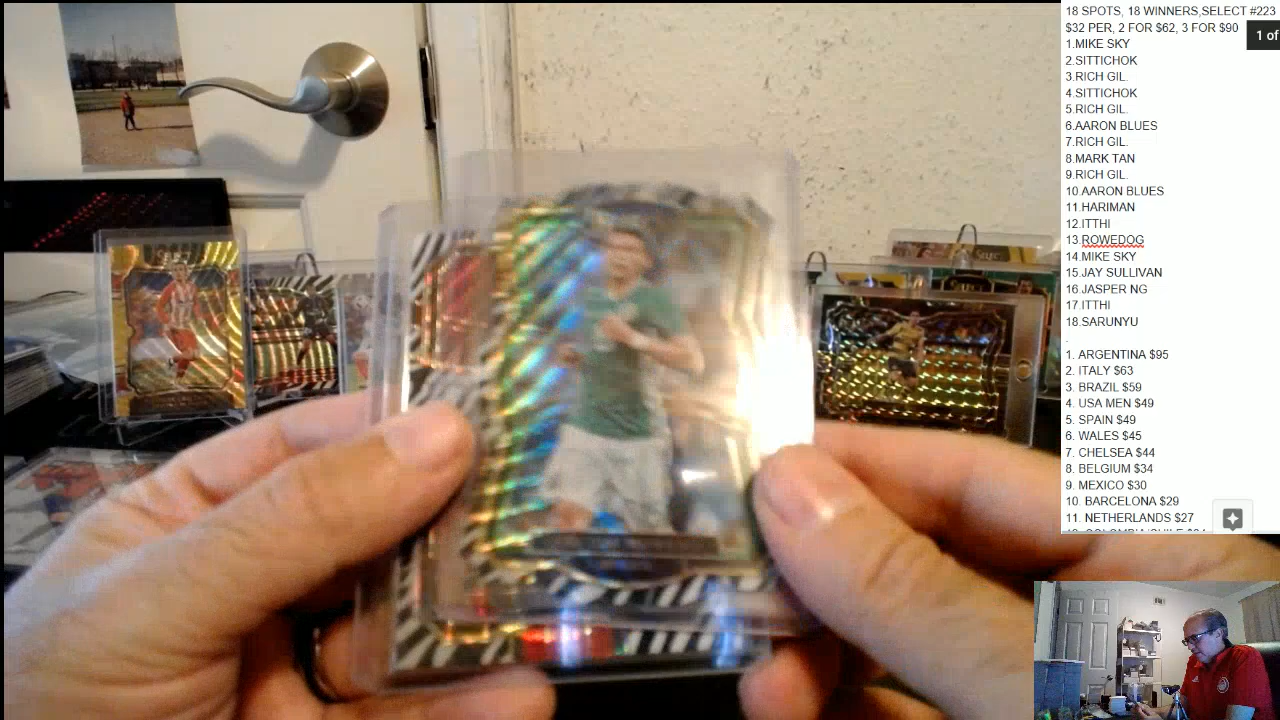 18 SPOTS, 18 WINNERS,SELECT #223
$32 PER, 2 FOR $62, 3 FOR $90
1 of
1.MIKE SKY
2.SITTICHOK
3.RICH GIL.
4.SITTICHOK
5.RICH GIL.
6.AARON BLUES
7.RICH GIL.
8.MARK TAN
9.RICH GIL.
10.AARON BLUES
11 HARIMAN
12.ITTHI
13.ROWEDOG
14.MIKE SKY
15.JAY SULLIVAN
16.JASPER NG
17 ITTHI
18.SARUNYU
.
1. ARGENTINA $95
2. ITALY $63
3. BRAZIL $59
4. USA MEN $49
5. SPAIN $49
6. WALES $45
7. CHELSEA $44
8. BELGIUM $34
9. MEXICO $30
10. BARCELONA $29
11. NETHERLANDS $27